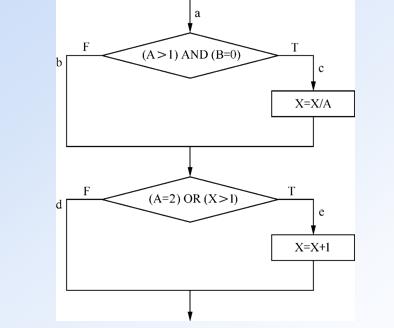 a
F
(A>1) AND (B=0)
T
b
c
X=X/A
F
(A=2) OR (X>1)
T
d
e
X=X+1